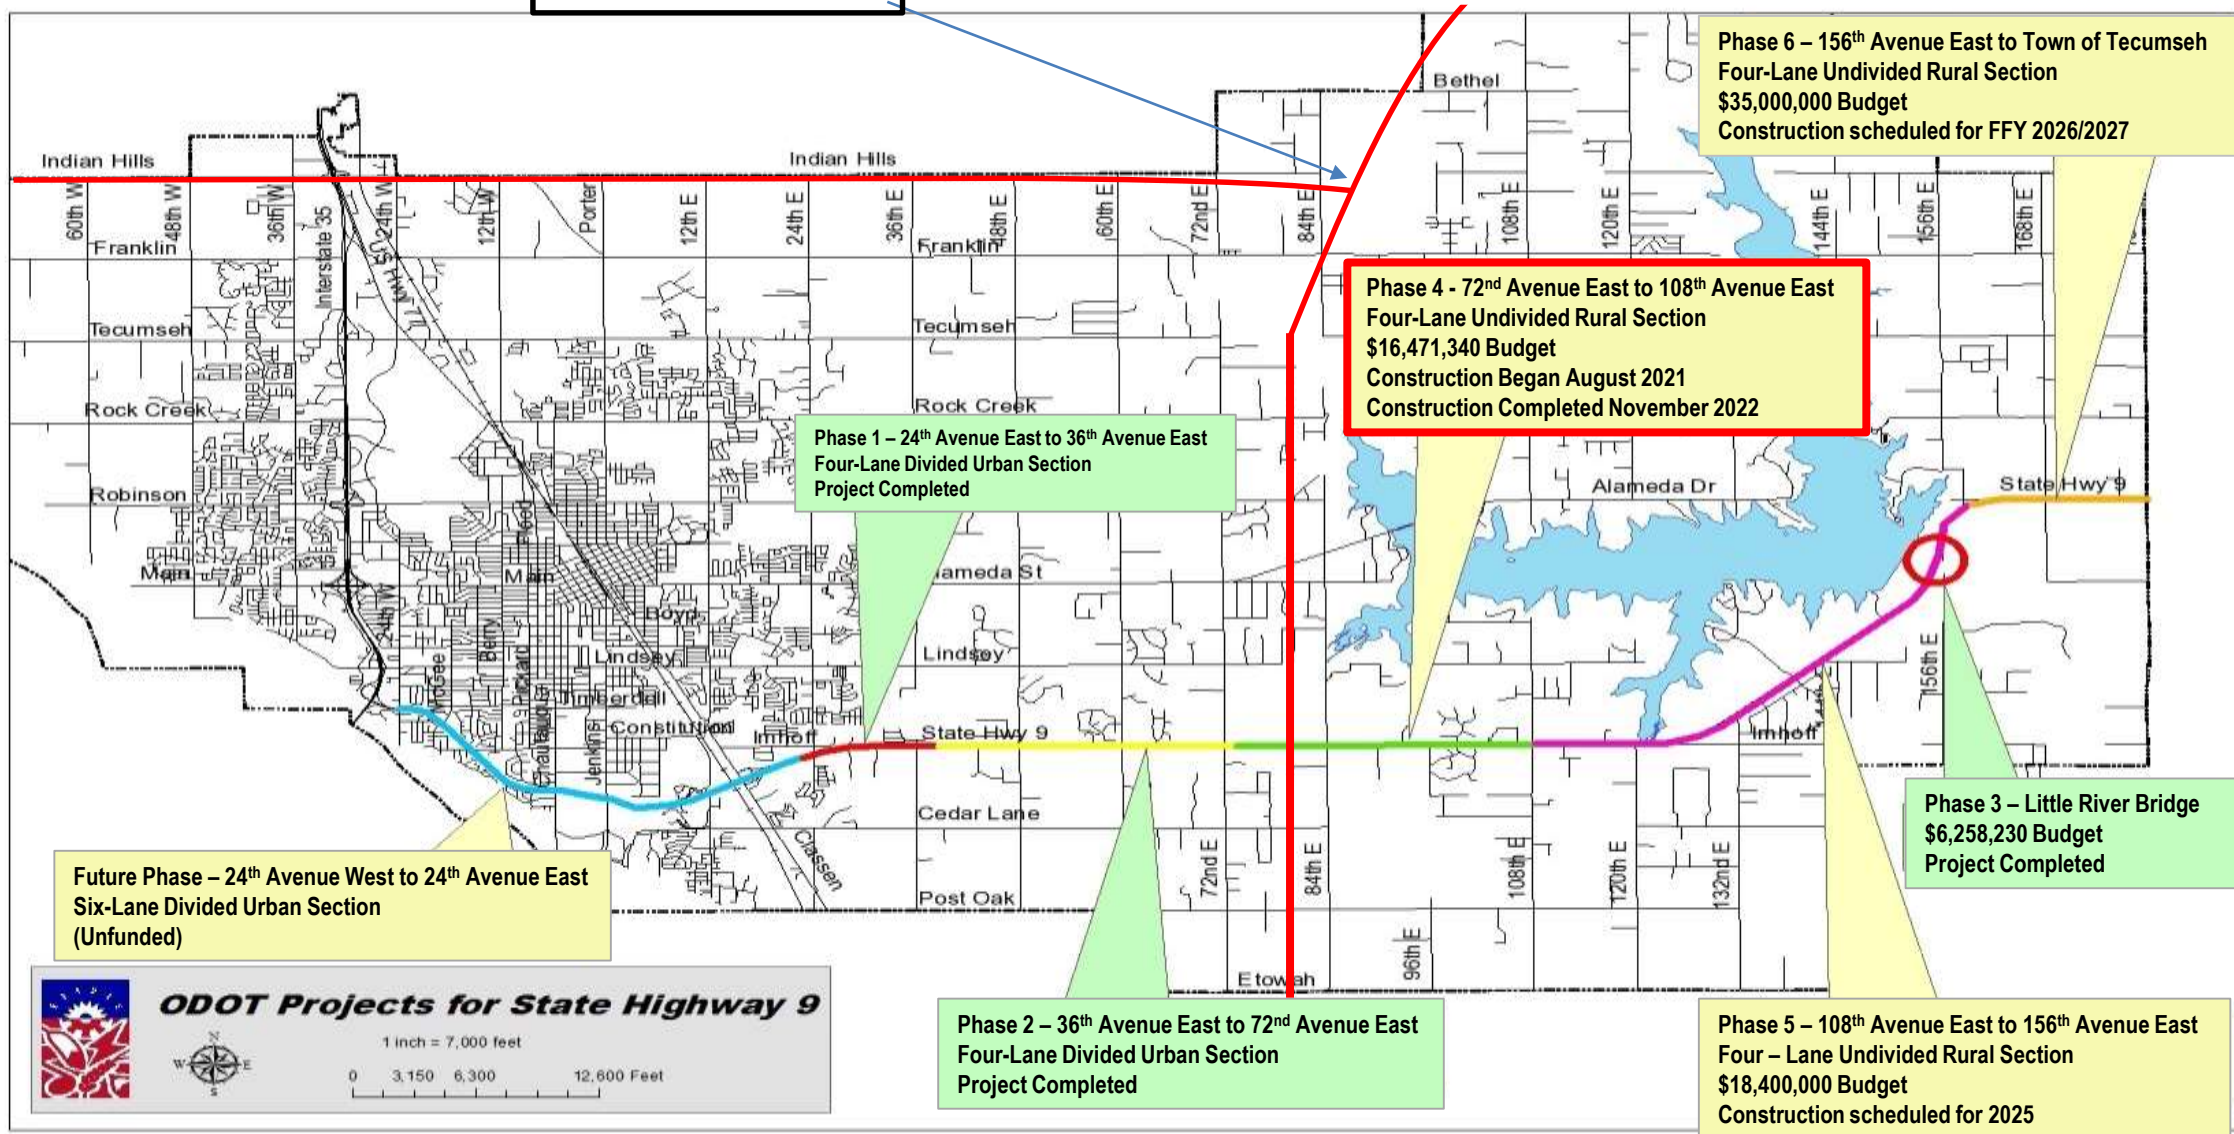 Phase 6 – 156th Avenue East to Town of Tecumseh
Four-Lane Undivided Rural Section
$35,000,000 Budget
Construction scheduled for FFY 2026/2027
Bethel
Indian Hills
Indian Hills
60th W
48th W
36th W
Interstate 35
24th W
US Hwy 77
12th W
Porter
12th E
24th E
36th E
48th E
60th E
72nd E
84th E
108th E
120th E
144th E
156th E
168th E
Franklin
Franklin
Phase 4 - 72nd Avenue East to 108th Avenue East
Four-Lane Undivided Rural Section
$16,471,340 Budget
Construction Began August 2021
Construction Completed November 2022
Tecumseh
Tecumseh
Rock Creek
Rock Creek
Phase 1 – 24th Avenue East to 36th Avenue East
Four-Lane Divided Urban Section
Project Completed
Robinson
Alameda Dr
State Hwy 9
Main
Main
lameda St
24th W
Boyd
Berry
Lindsey
Lindsey
McGee
Pickard
Chautauqua
Timberdell
Jenkins
Constitution
Imhoff
State Hwy 9
Imhoff
156th E
Cedar Lane
Classen
Post Oak
72nd E
84th E
96th E
108th E
120th E
132nd E
Etowah
Phase 3 – Little River Bridge
$6,258,230 Budget
Project Completed
Future Phase – 24th Avenue West to 24th Avenue East
Six-Lane Divided Urban Section
(Unfunded)
ODOT Projects for State Highway 9
N
W
E
S
1 inch = 7,000 feet
0 3,150 6,300 12,600 Feet
Phase 2 – 36th Avenue East to 72nd Avenue East
Four-Lane Divided Urban Section
Project Completed
Phase 5 – 108th Avenue East to 156th Avenue East
Four – Lane Undivided Rural Section
$18,400,000 Budget
Construction scheduled for 2025